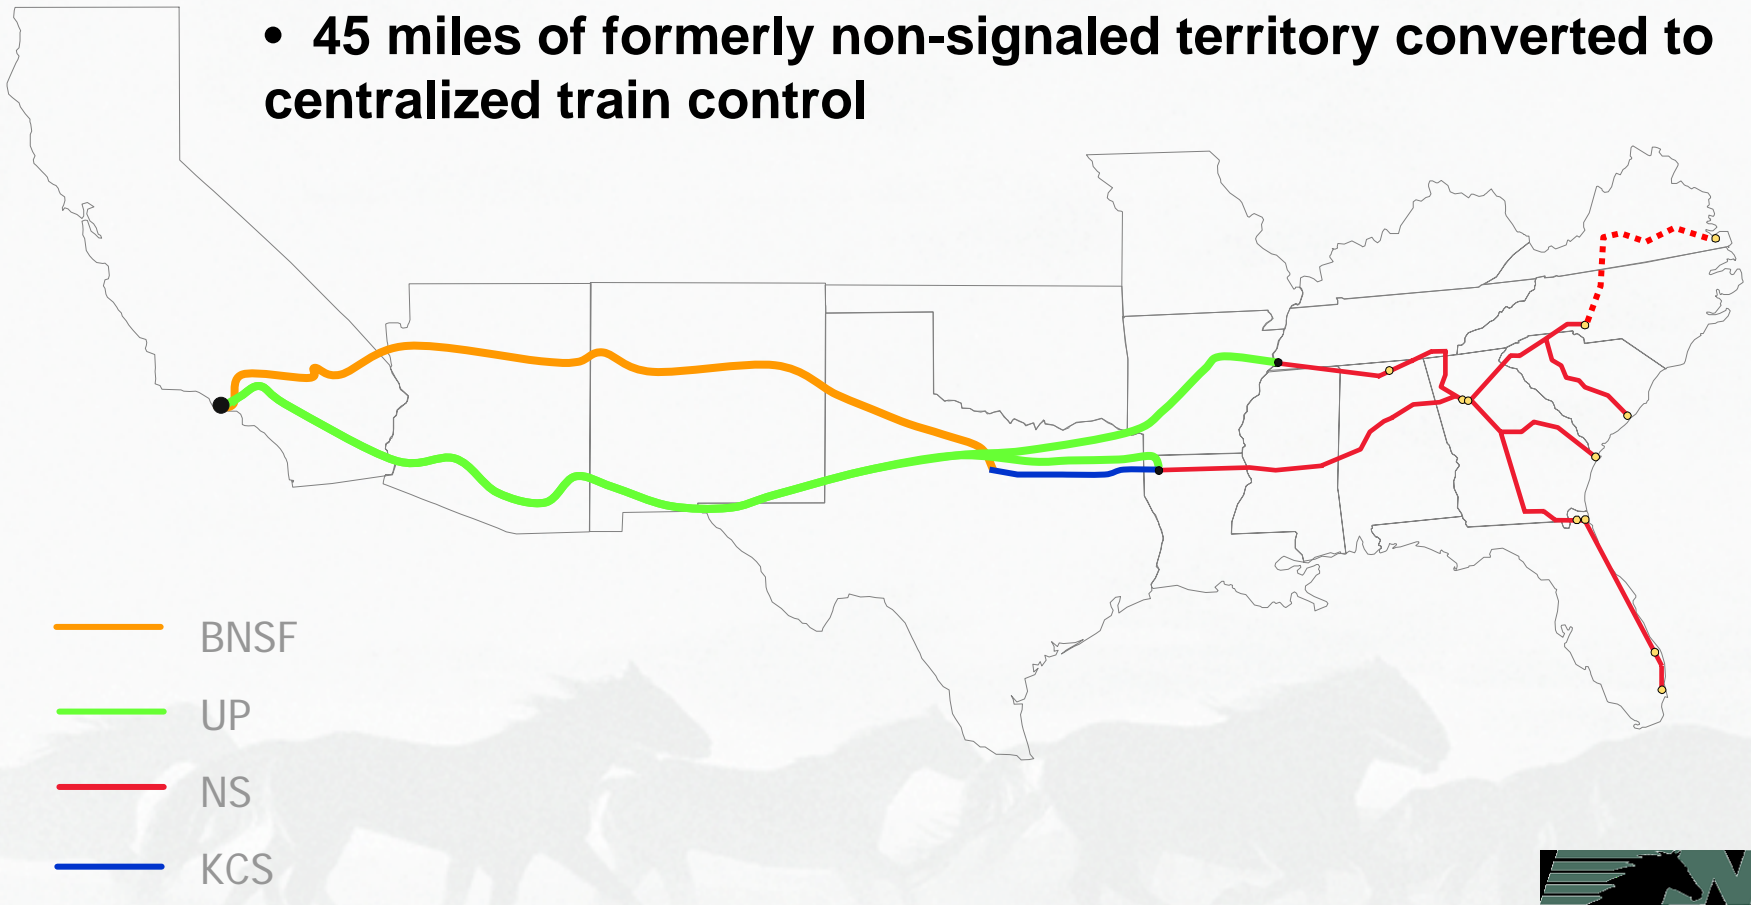 • 45 miles of formerly non-signaled territory converted to
centralized train control
BNSF
UP
NS
KCS